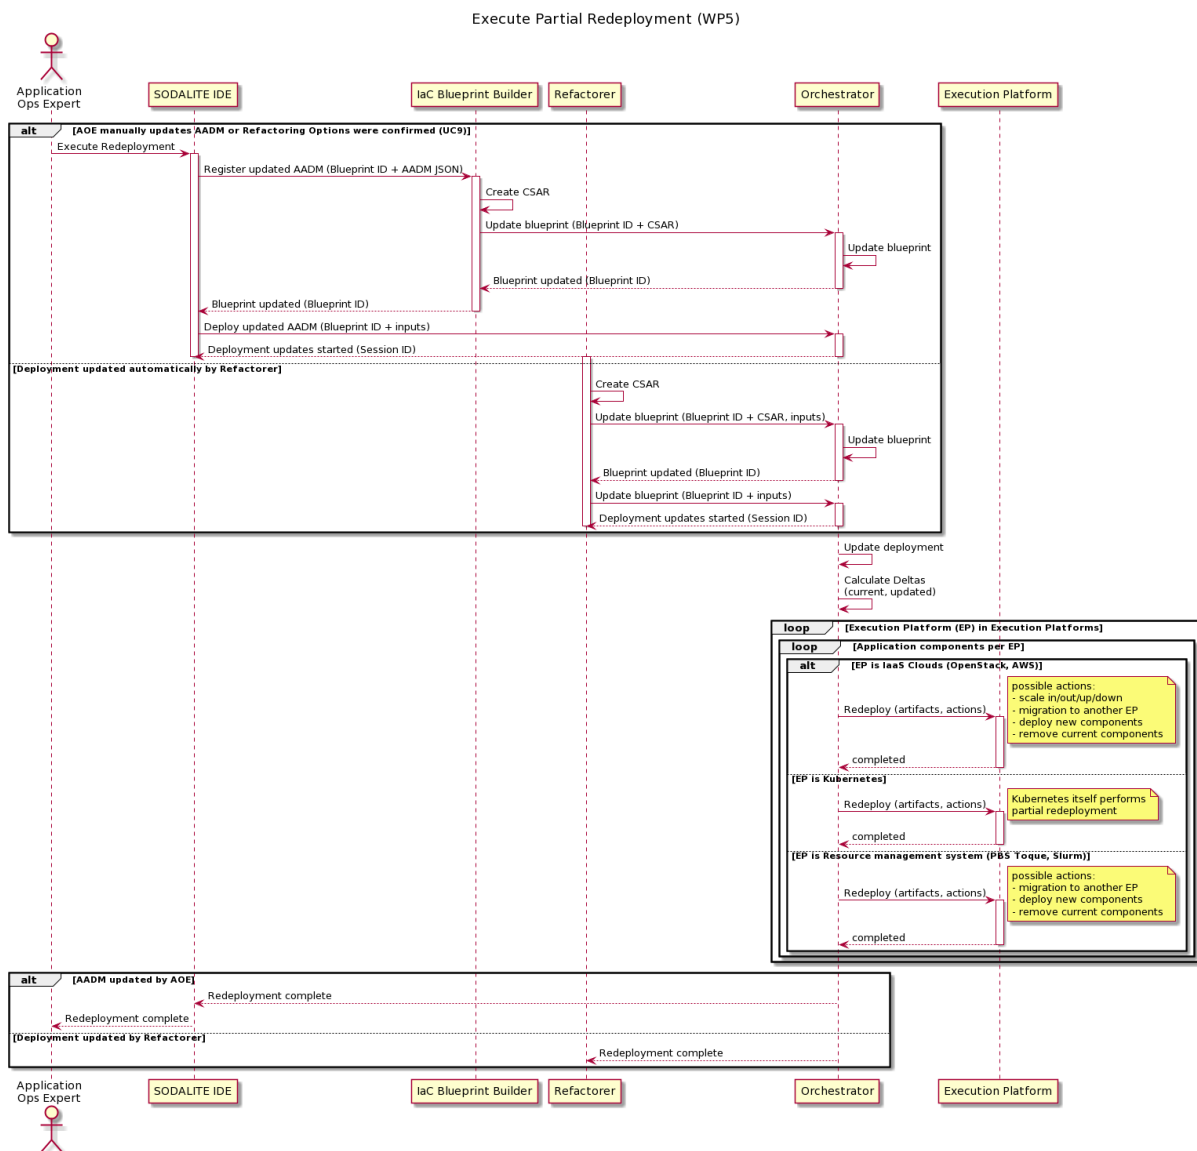 Execute Partial Redeployment (WP5)
Application
Ops Expert
SODALITE IDE
IaC Blueprint Builder
Refactorer
Orchestrator
Execution Platform
alt
[AOE manually updates AADM or Refactoring Options were confirmed (UC9)]
Execute Redeployment
Register updated AADM (Blueprint ID + AADM JSON)
Create CSAR
Update blueprint (Blueprint ID + CSAR)
Update blueprint
Blueprint updated (Blueprint ID)
Blueprint updated (Blueprint ID)
Deploy updated AADM (Blueprint ID + inputs)
Deployment updates started (Session ID)
[Deployment updated automatically by Refactorer]
Create CSAR
Update blueprint (Blueprint ID + CSAR, inputs)
Update blueprint
Blueprint updated (Blueprint ID)
Update blueprint (Blueprint ID + inputs)
Deployment updates started (Session ID)
Update deployment
Calculate Deltas
(current, updated)
loop
[Execution Platform (EP) in Execution Platforms]
loop
[Application components per EP]
alt
[EP is IaaS Clouds (OpenStack, AWS)]
Redeploy (artifacts, actions)
possible actions:
- scale in/out/up/down
- migration to another EP
- deploy new components
- remove current components
completed
[EP is Kubernetes]
Redeploy (artifacts, actions)
Kubernetes itself performs
partial redeployment
completed
[EP is Resource management system (PBS Toque, Slurm)]
Redeploy (artifacts, actions)
possible actions:
- migration to another EP
- deploy new components
- remove current components
completed
alt
[AADM updated by AOE]
Redeployment complete
Redeployment complete
[Deployment updated by Refactorer]
Redeployment complete
Application
Ops Expert
SODALITE IDE
IaC Blueprint Builder
Refactorer
Orchestrator
Execution Platform